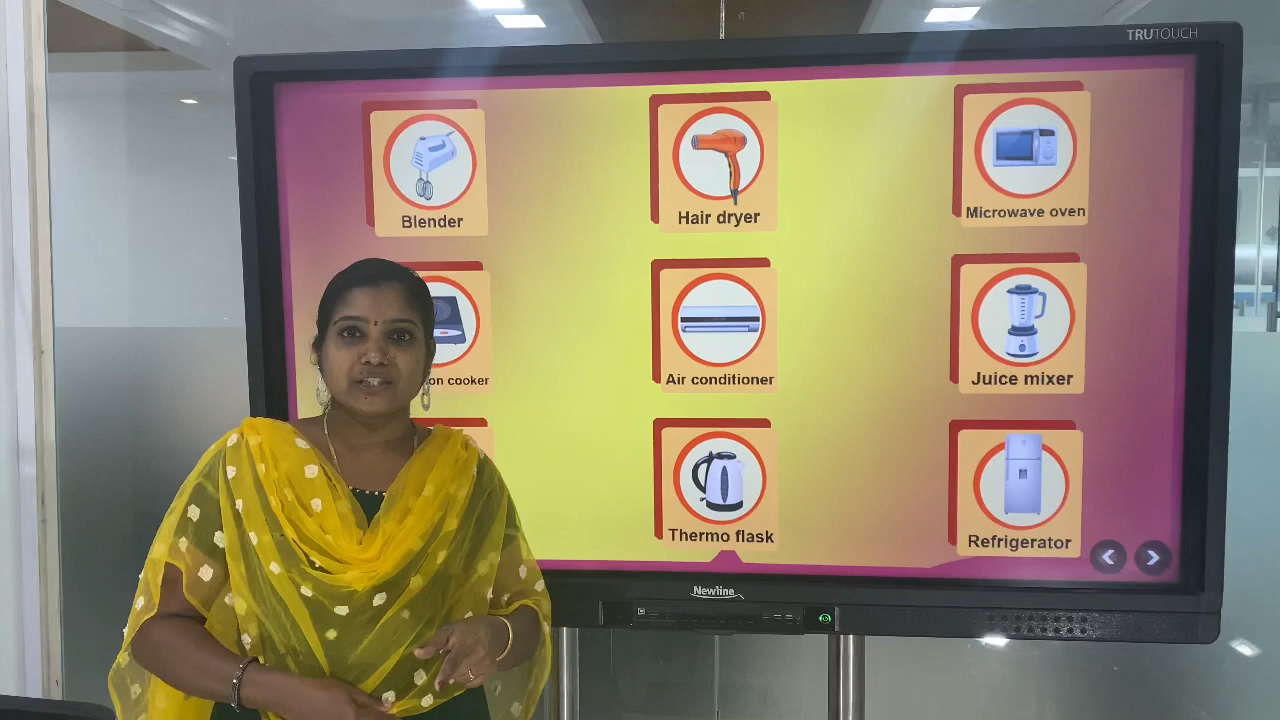 TRUTOUCH
Blender
Hair dryer
Microwave oven
on cooker
Air conditioner
Juice mixer
Thermo flask
Refrigerator
Newline